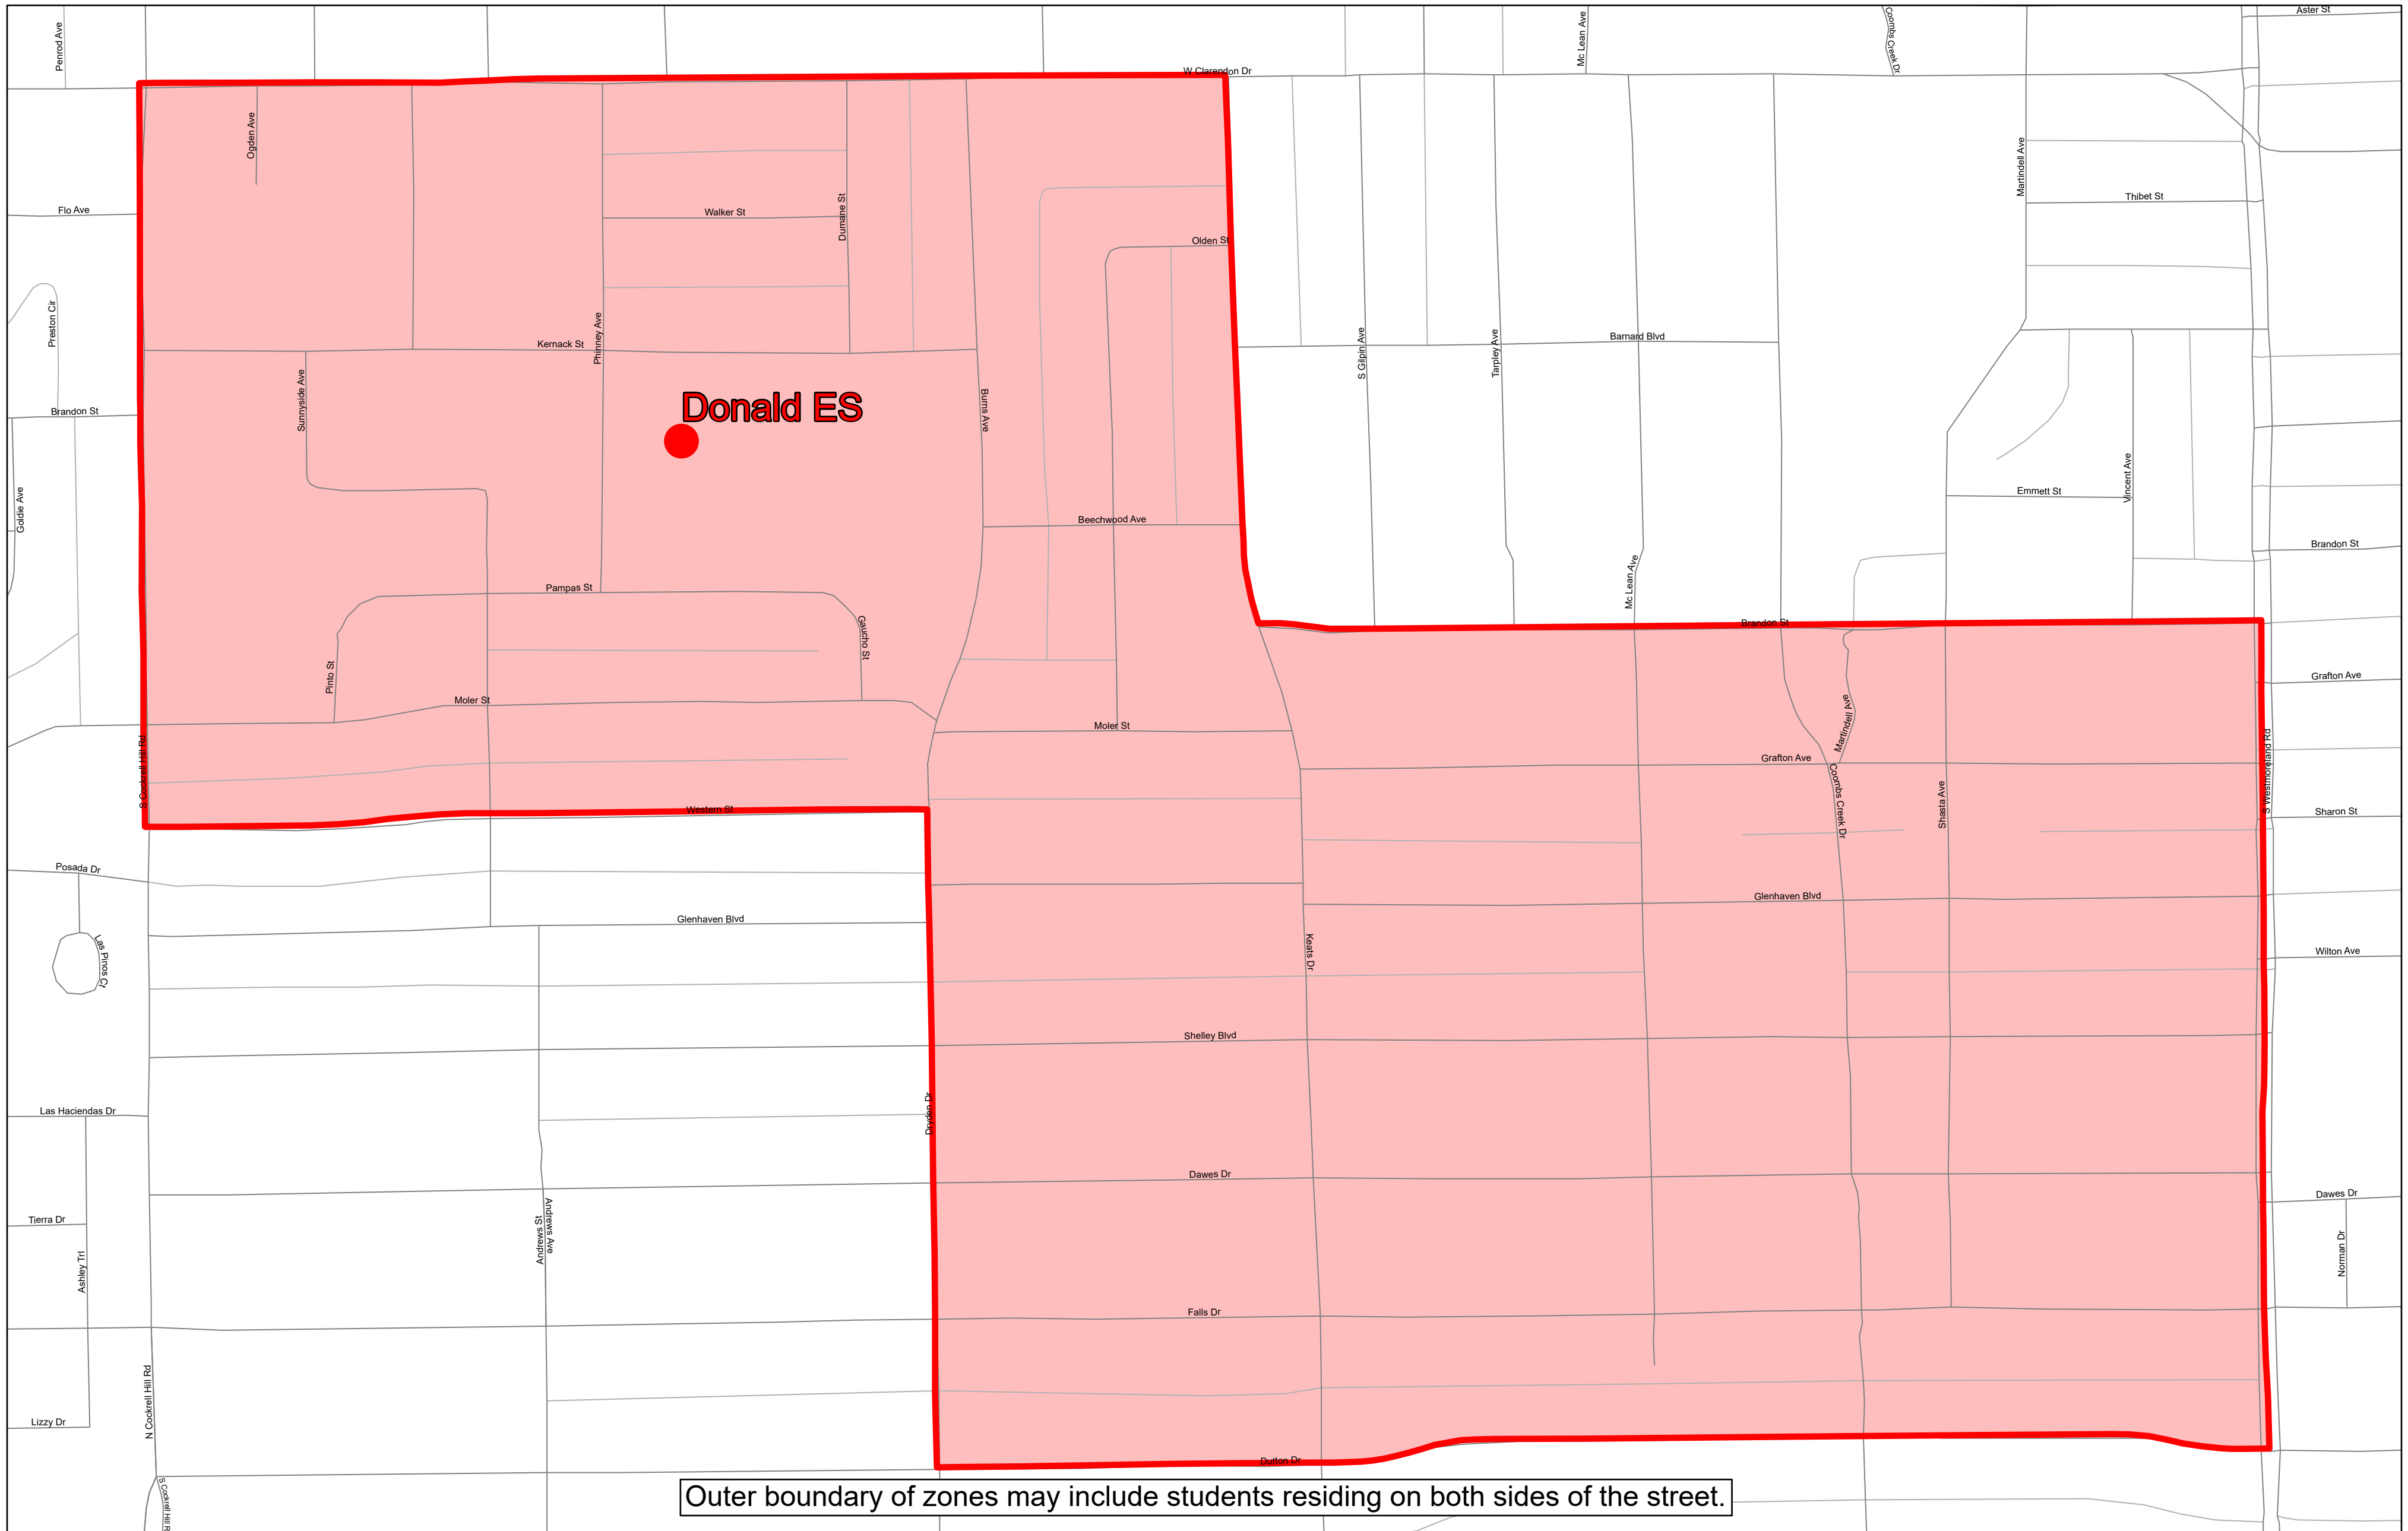 Aster St
Penrod Ave
Mc Lean Ave
Coombs Creek Dr
W Clarendon Dr
Ogden Ave
Martindell Ave
Flo Ave
Walker St
Dumane St
Thibet St
Olden St
Preston Cir
Kernack St
Phinney Ave
S Gilpin Ave
Tarpley Ave
Barnard Blvd
Sunnyside Ave
Donald ES
Burns Ave
Brandon St
Goldie Ave
Beechwood Ave
Emmett St
Vincent Ave
Brandon St
Pampas St
Mc Lean Ave
Gaucho St
Brandon St
Pinto St
Grafton Ave
Moler St
Moler St
Martindell Ave
S Cockrell Hill Rd
Grafton Ave
S Westmoreland Rd
Coombs Creek Dr
Shasta Ave
Western St
Sharon St
Posada Dr
Glenhaven Blvd
Glenhaven Blvd
Las Pinos Ct
Keats Dr
Wilton Ave
Shelley Blvd
Las Haciendas Dr
Dryden Dr
Dawes Dr
Dawes Dr
Tierra Dr
Andrews St
Andrews Ave
Ashley Trl
Norman Dr
Falls Dr
N Cockrell Hill Rd
Lizzy Dr
Dutton Dr
S Cockrell Hill R
Outer boundary of zones may include students residing on both sides of the street.